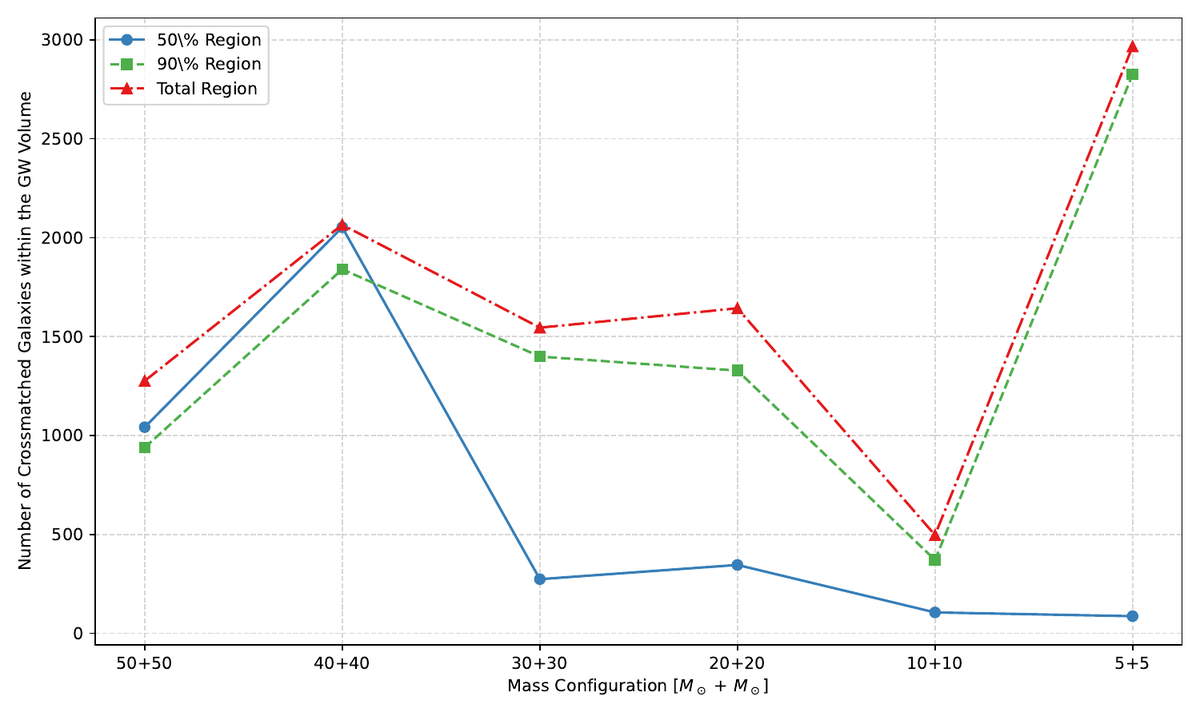 3000
2500
2000
1500
1000
500
0
Number of Crossmatched Galaxies within the GW Volume
50\% Region
90\% Region
Total Region
50+50 40+40 30+30 20+20 10+10 5+5
Mass Configuration [M⊙ + M⊙]